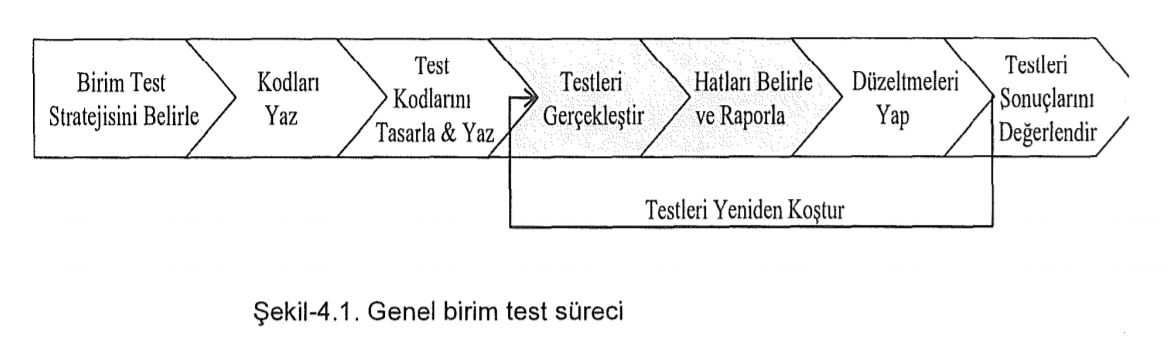 Birim Test
Stratejisini Belirle
Kodları
Yaz
Test
Kodlarını
Tasarla & Yaz
Testleri
Gerçekleştir
Hatları Belirle
ve Raporla
Düzeltmeleri
Yap
Testleri
Sonuçlarını
Değerlendir
Testleri Yeniden Koştur
Şekil-4.1. Genel birim test süreci